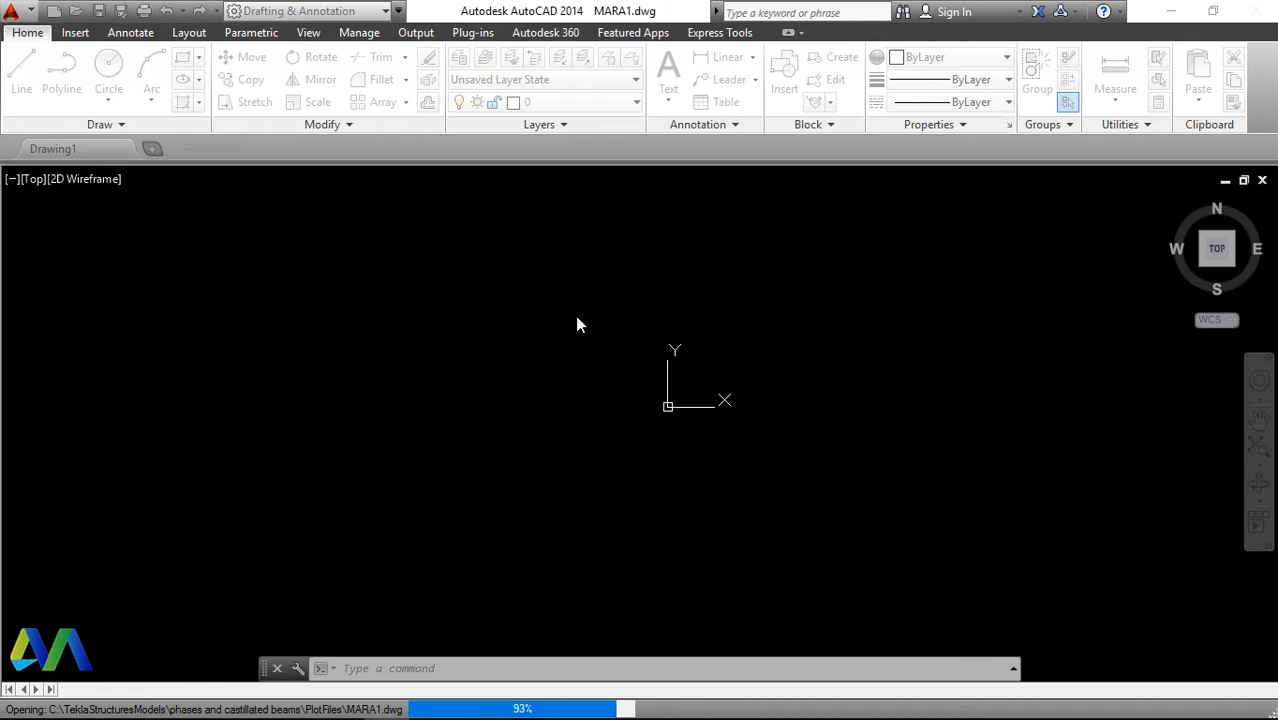 Drafting & Annotation
Autodesk AutoCAD 2014 MARA1.dwg
Type a keyword or phrase
Sign In
Home Insert Annotate Layout Parametric View Manage Output Plug-ins Autodesk 360 Featured Apps Express Tools
Line Polyline Circle Arc
Move Rotate Trim
Copy Mirror Fillet
Stretch Scale Array
Unsaved Layer State
0
Text
Linear
Leader
Table
Insert
Create
Edit
ByLayer
ByLayer
ByLayer
Group
Measure
Paste
Draw Modify Layers Annotation Block Properties Groups Utilities Clipboard
Drawing1
[−][Top][2D Wireframe]
N
W TOP E
S
WCS
Y
X
Type a command
Opening: C:\TeklaStructuresModels\phases and castillated beams\PlotFiles\MARA1.dwg 93%